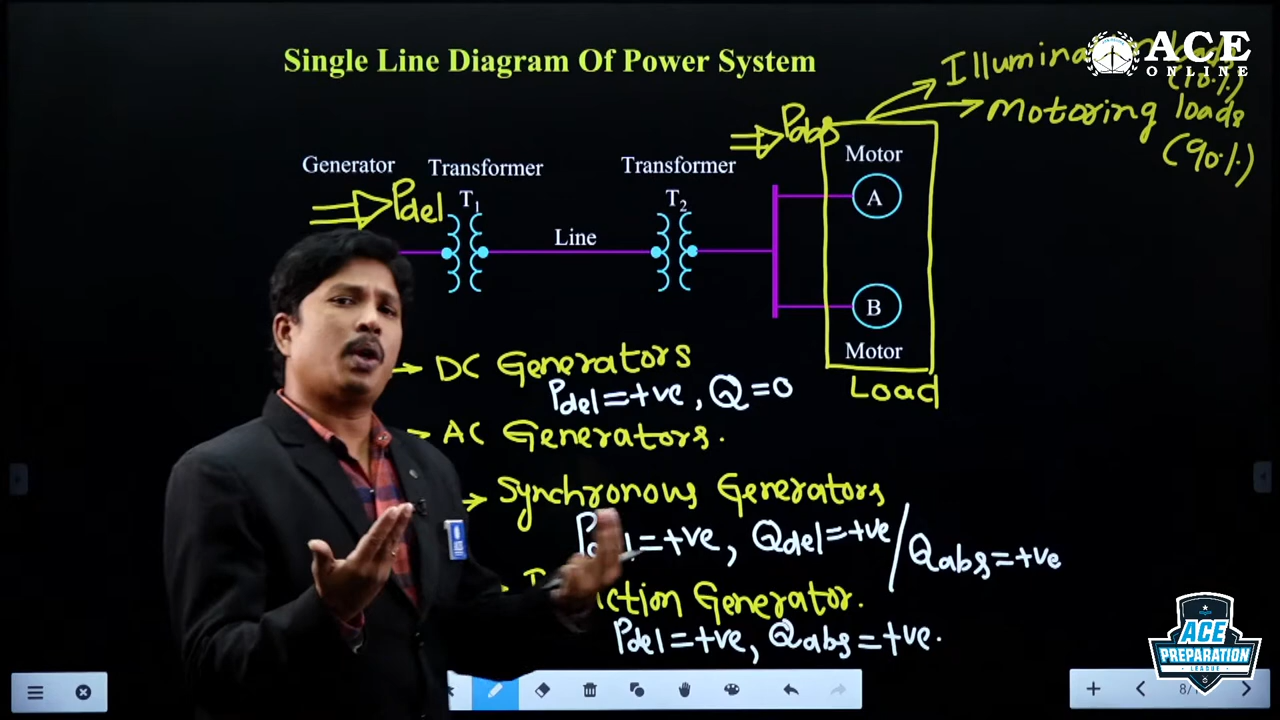 Single Line Diagram Of Power System
ACE
ONLINE
Motoring loads
(90%)
Pabs
Generator
Transformer
Transformer
Motor
Pdel
T1
T2
A
Line
B
Motor
Load
DC Generators
Pdel=+ve, Q=0
AC Generators.
Synchronous Generators
=+ve, Qdel=+ve / Qabs=+ve
Generator.
Pdel=+ve, Qabs=+ve.
ACE
PREPARATION
LEAGUE